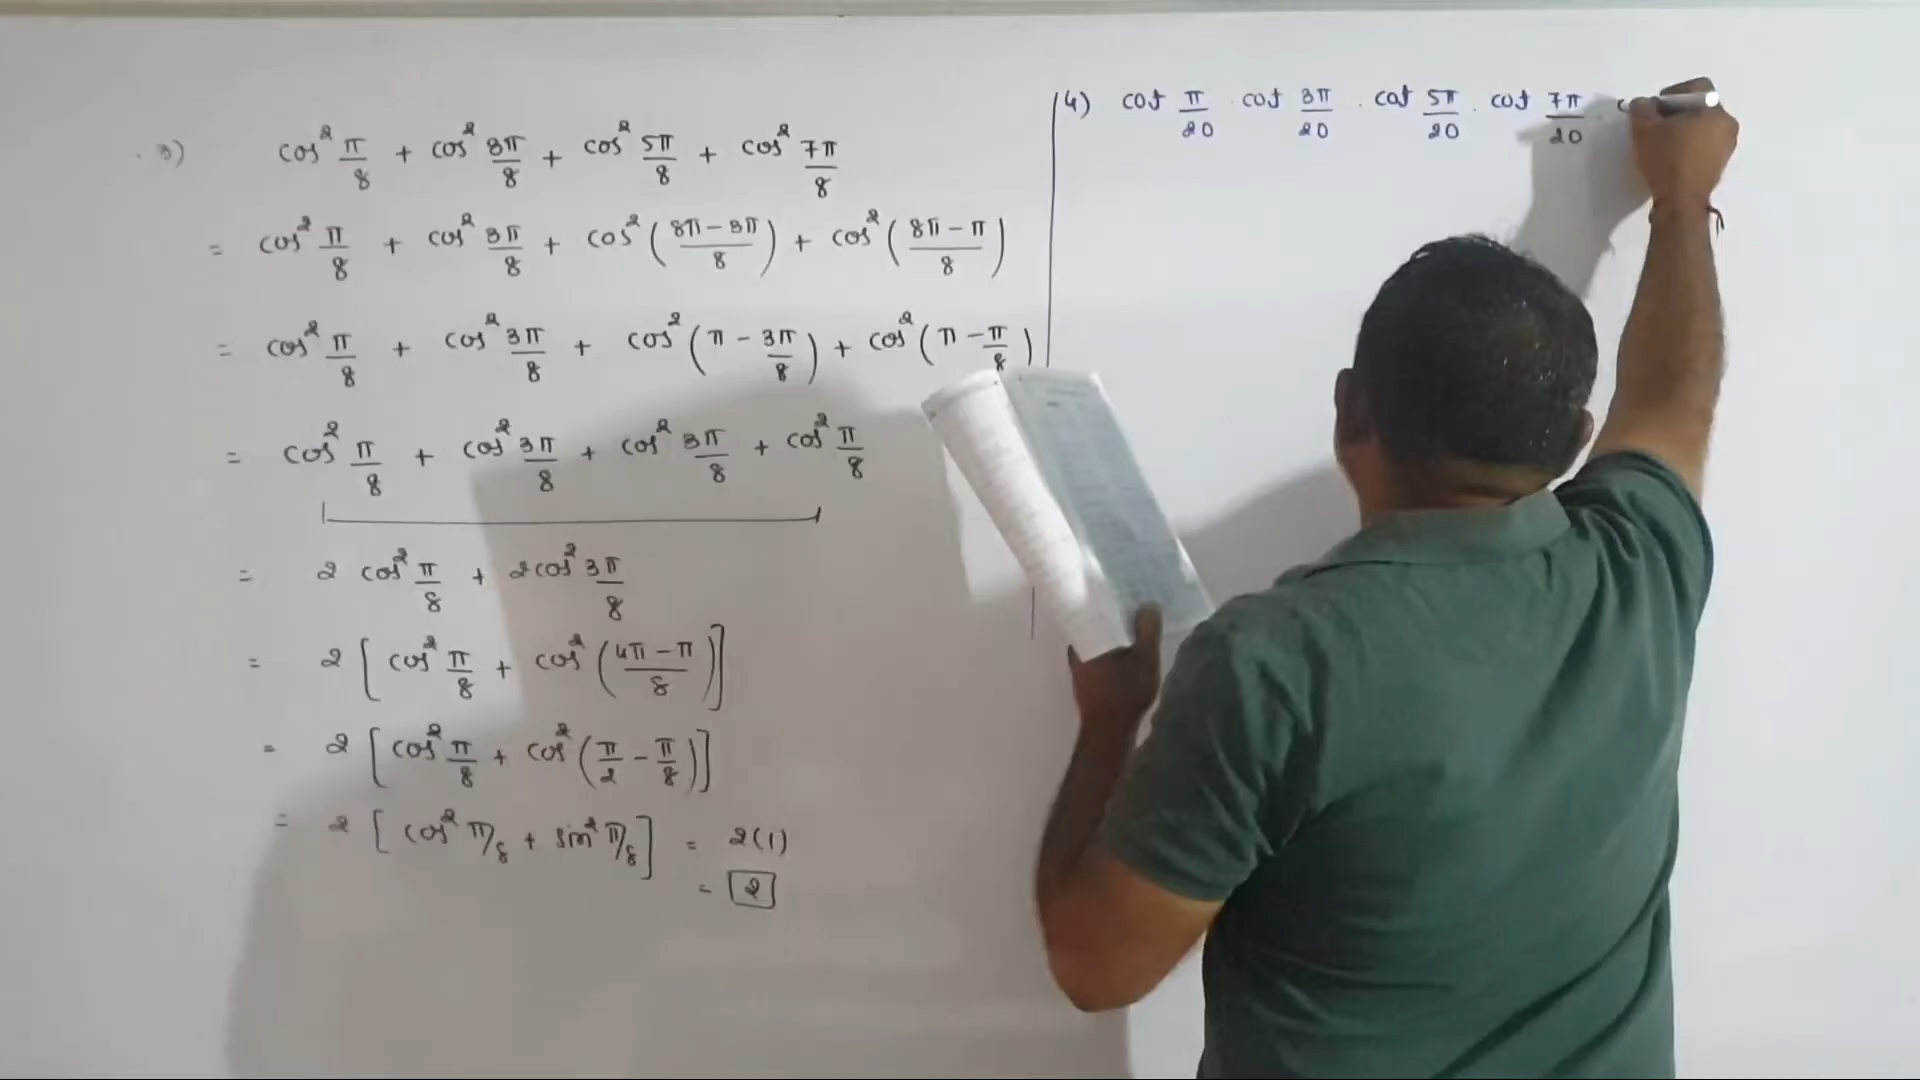 3) cos² π/8 + cos² 3π/8 + cos² 5π/8 + cos² 7π/8
= cos² π/8 + cos² 3π/8 + cos² (8π-3π/8) + cos² (8π-π/8)
= cos² π/8 + cos² 3π/8 + cos² (π - 3π/8) + cos² (π - π/8)
= cos² π/8 + cos² 3π/8 + cos² 3π/8 + cos² π/8
= 2 cos² π/8 + 2cos² 3π/8
= 2 [cos² π/8 + cos² (4π-π/8)]
= 2 [cos² π/8 + cos² (π/2 - π/8)]
= 2 [cos² π/8 + sin² π/8] = 2(1)
= 2
4) cot π/20 . cot 3π/20 . cot 5π/20 . cot 7π/20 .